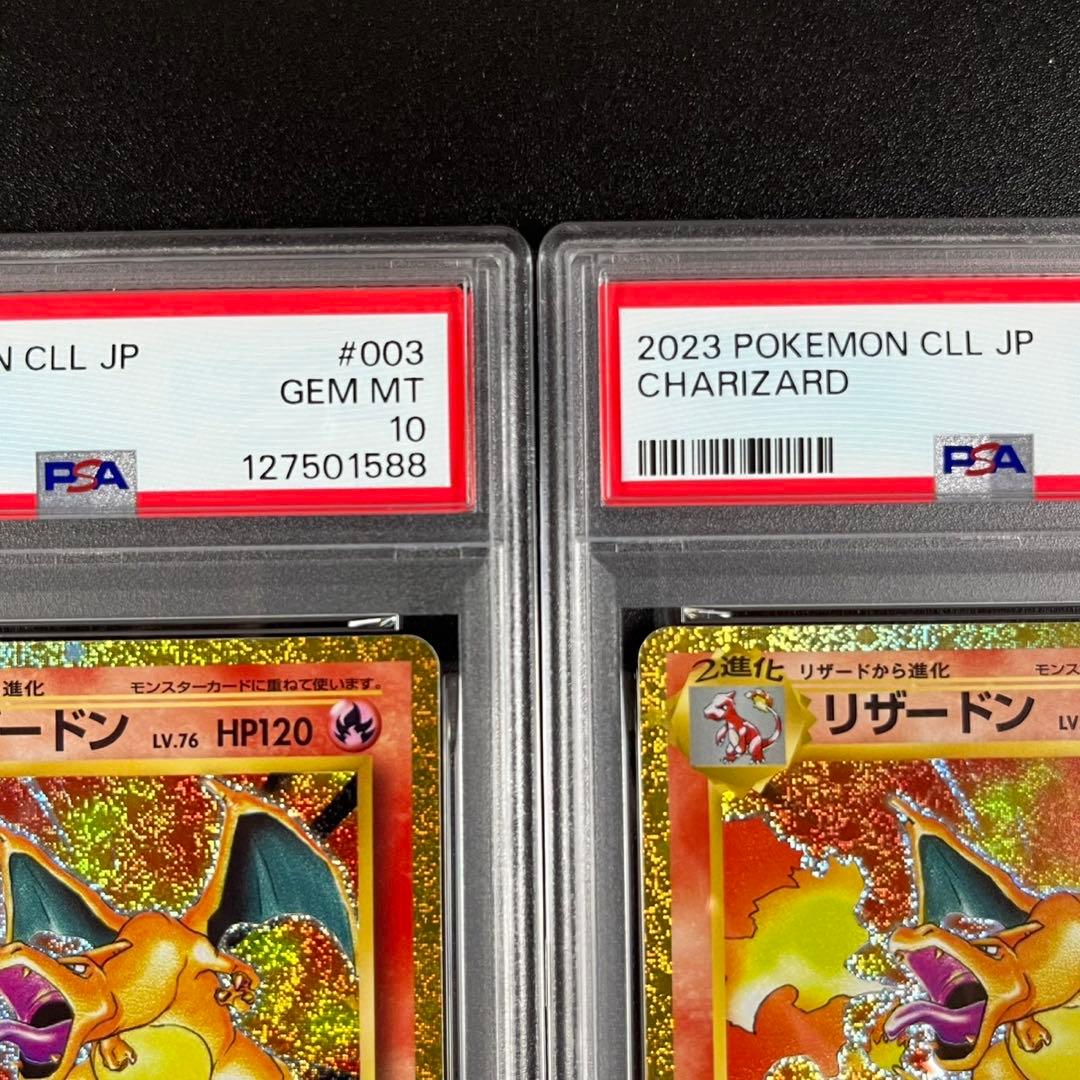 N CLL JP #003
GEM MT
10
PSA 127501588
2023 POKEMON CLL JP
CHARIZARD
PSA
進化 モンスターカードに重ねて使います。
ードン LV.76 HP120
2進化 リザードから進化 モンス
リザードン LV